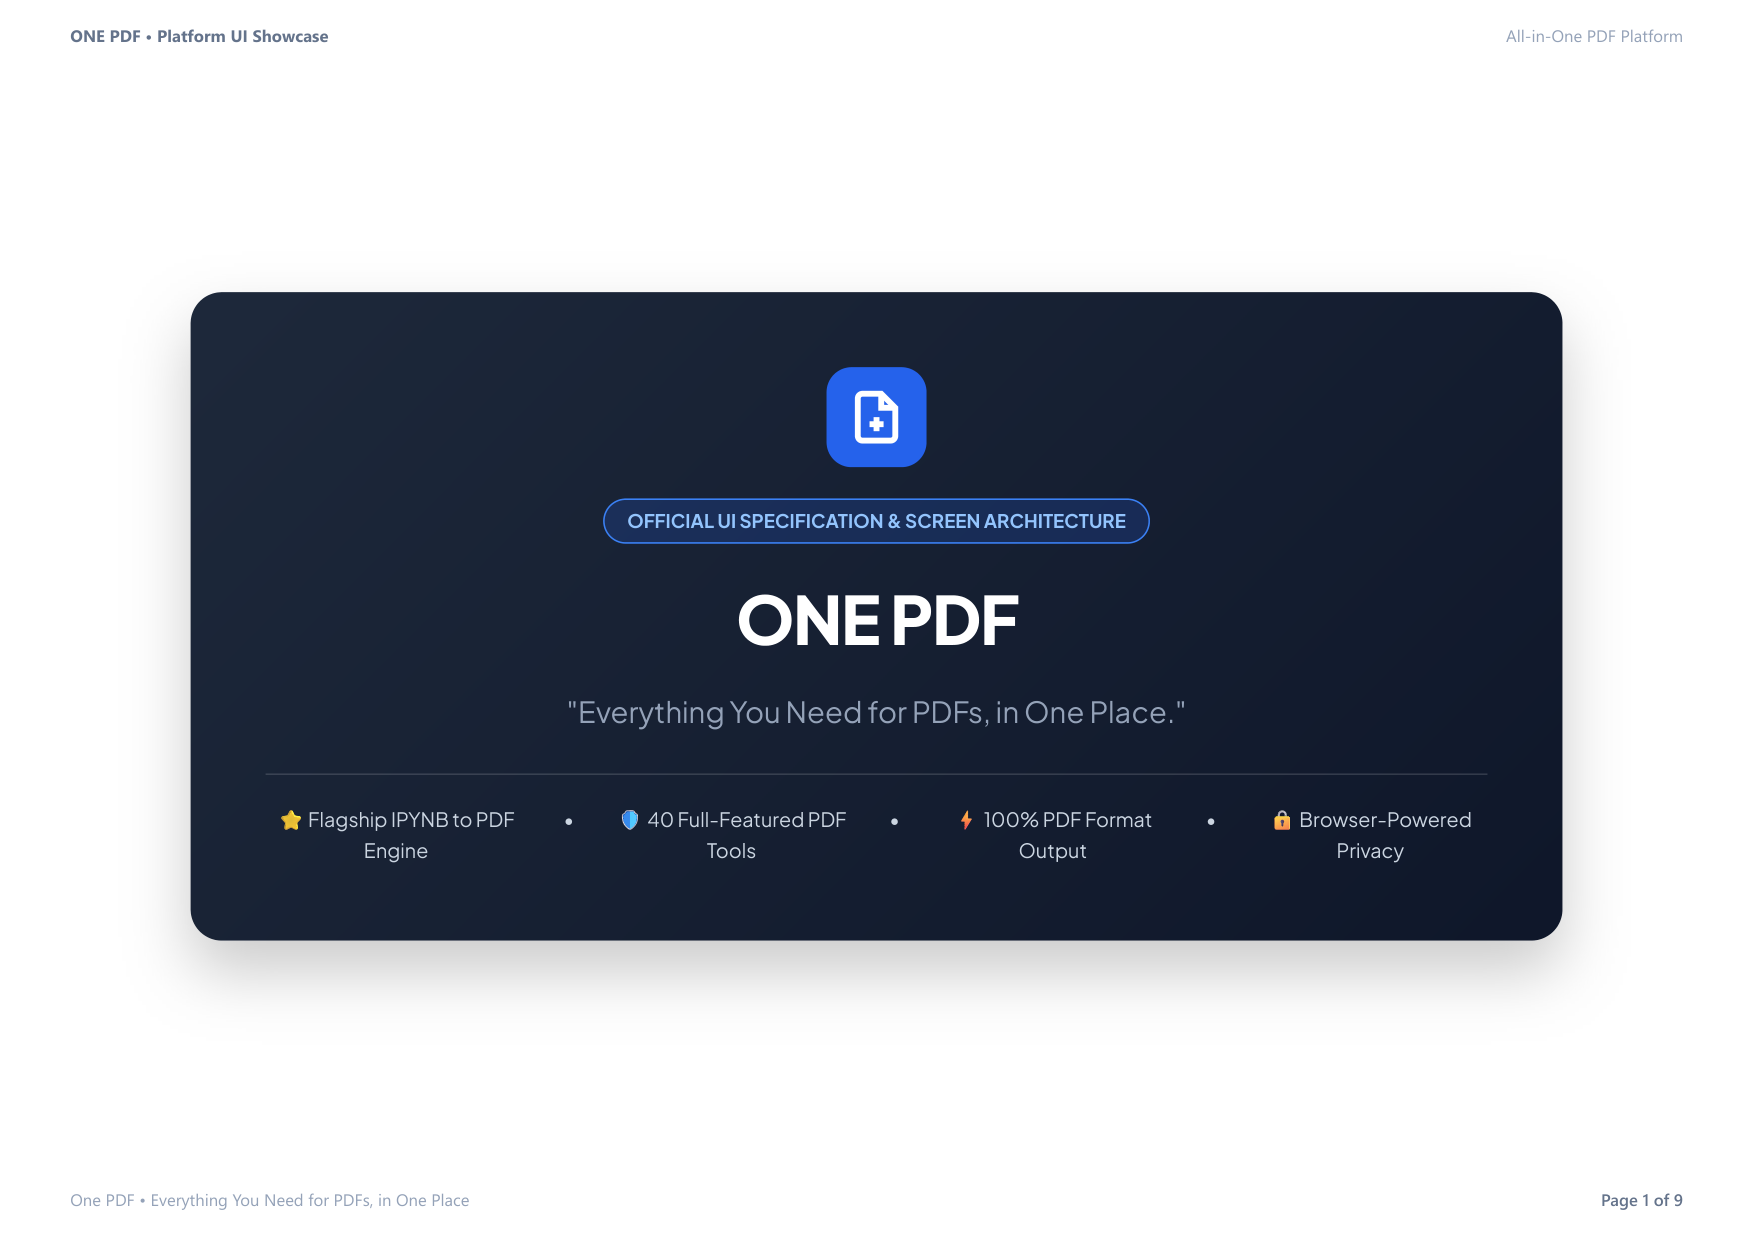 ONE PDF • Platform UI Showcase
All-in-One PDF Platform
OFFICIAL UI SPECIFICATION & SCREEN ARCHITECTURE
ONE PDF
"Everything You Need for PDFs, in One Place."
⭐ Flagship IPYNB to PDF Engine
•
🛡️ 40 Full-Featured PDF Tools
•
⚡ 100% PDF Format Output
•
🔒 Browser-Powered Privacy
One PDF • Everything You Need for PDFs, in One Place
Page 1 of 9